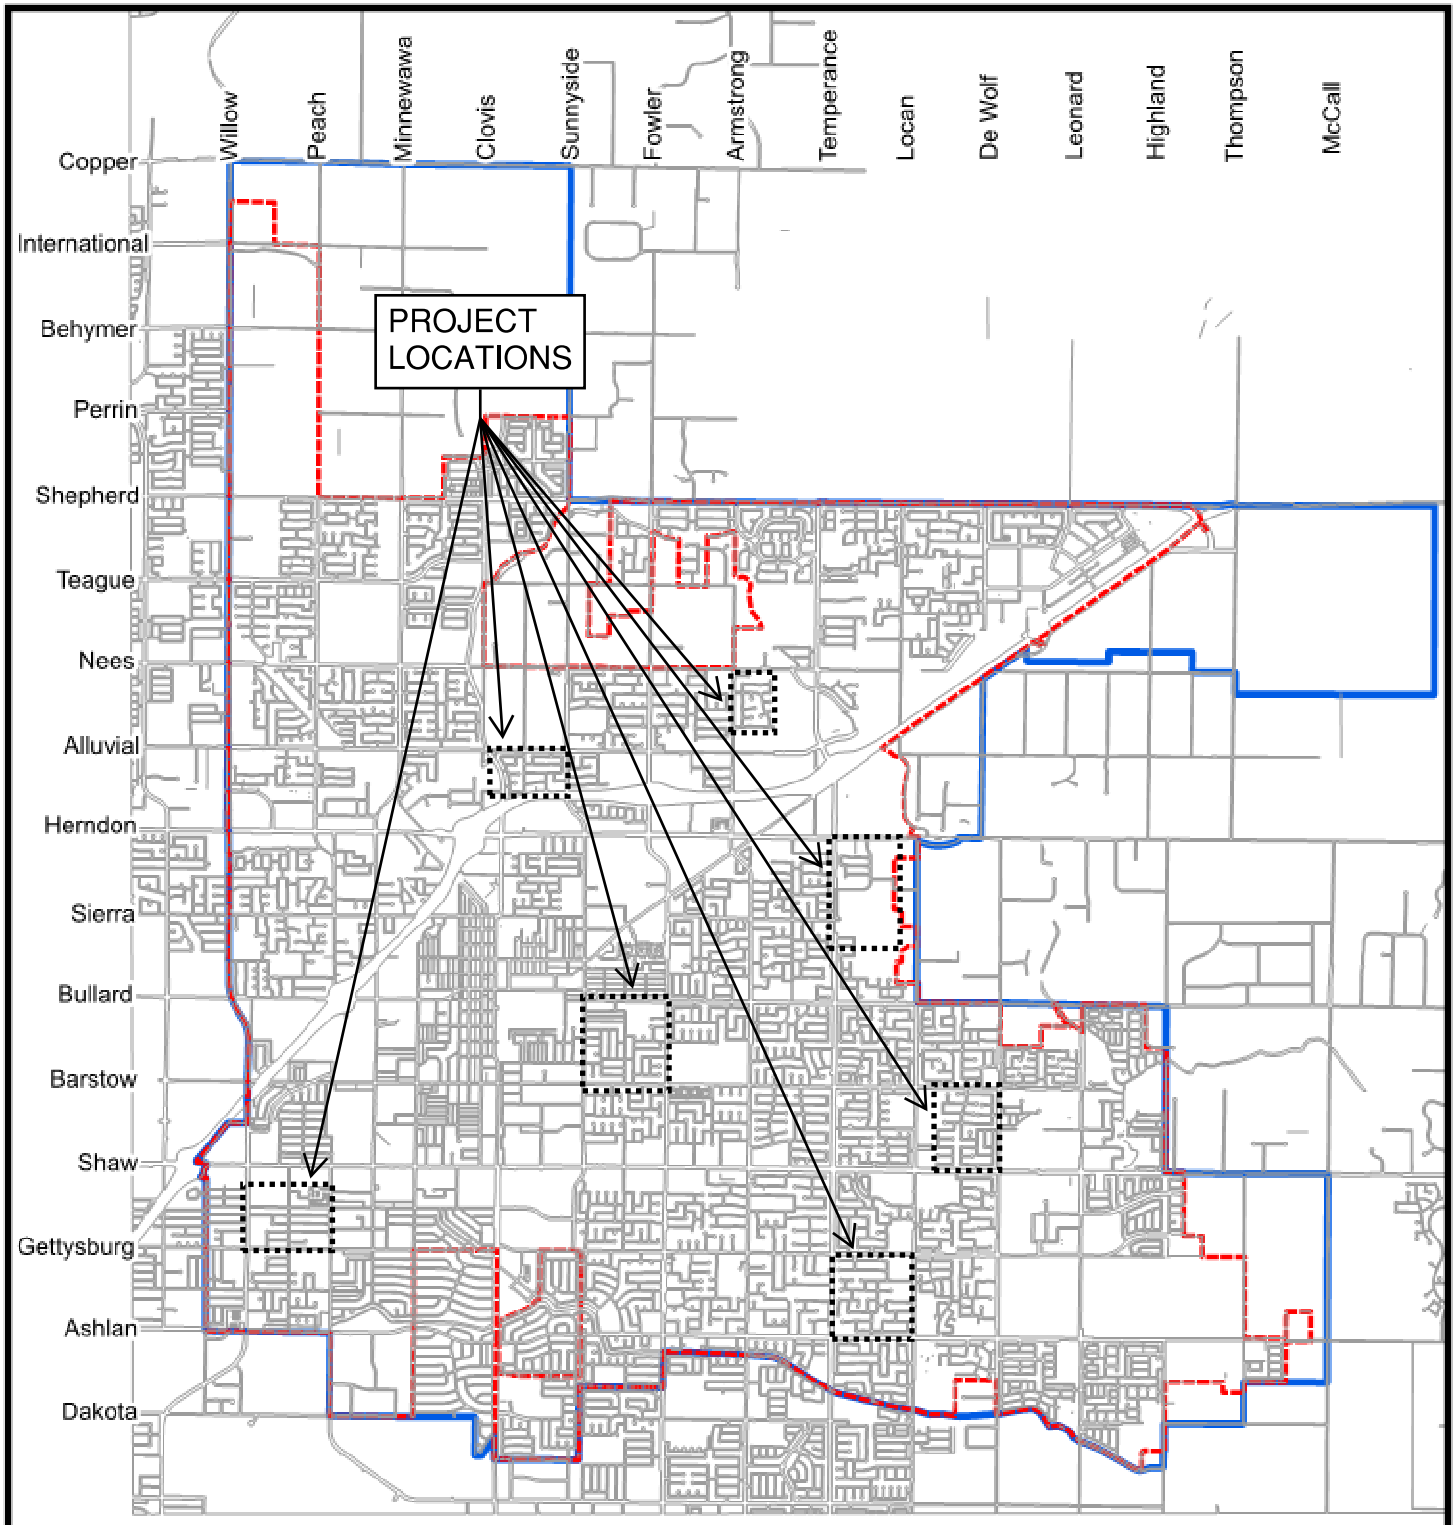 Willow
Peach
Minnewawa
Clovis
Sunnyside
Fowler
Armstrong
Temperance
Locan
De Wolf
Leonard
Highland
Thompson
McCall
Copper
International
Behymer
PROJECT
LOCATIONS
Perrin
Shepherd
Teague
Nees
Alluvial
Herndon
Sierra
Bullard
Barstow
Shaw
Gettysburg
Ashlan
Dakota